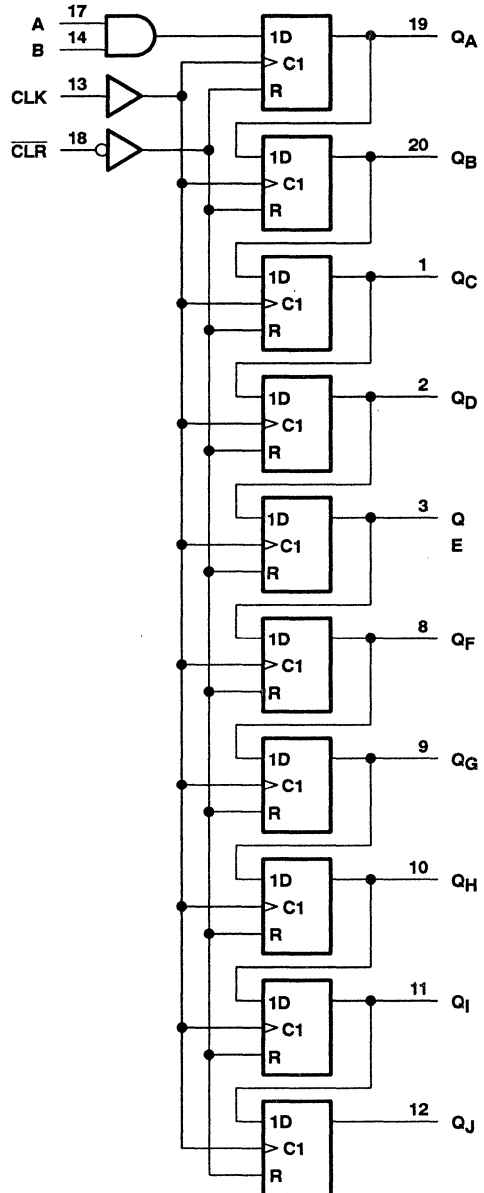 A 17
B 14
CLK 13
CLR 18
1D 19 QA
C1
R
1D 20 QB
C1
R
1D 1 QC
C1
R
1D 2 QD
C1
R
1D 3 Q
C1 E
R
1D 8 QF
C1
R
1D 9 QG
C1
R
1D 10 QH
C1
R
1D 11 QI
C1
R
1D 12 QJ
C1
R